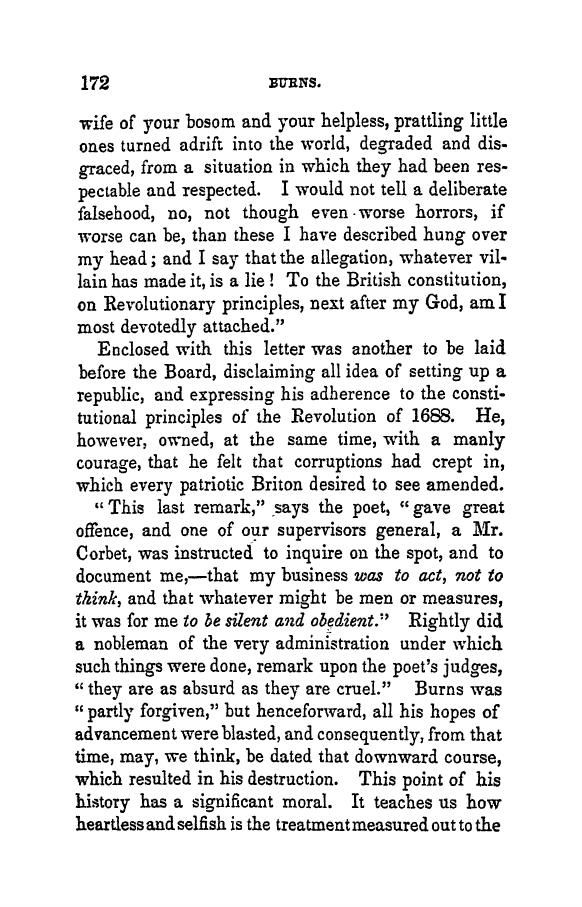 172 BURNS.
wife of your bosom and your helpless, prattling little
ones turned adrift into the world, degraded and dis-
graced, from a situation in which they had been res-
pectable and respected. I would not tell a deliberate
falsehood, no, not though even worse horrors, if
worse can be, than these I have described hung over
my head; and I say that the allegation, whatever vil-
lain has made it, is a lie! To the British constitution,
on Revolutionary principles, next after my God, am I
most devotedly attached.”
Enclosed with this letter was another to be laid
before the Board, disclaiming all idea of setting up a
republic, and expressing his adherence to the consti-
tutional principles of the Revolution of 1688. He,
however, owned, at the same time, with a manly
courage, that he felt that corruptions had crept in,
which every patriotic Briton desired to see amended.
“This last remark,” says the poet, “gave great
offence, and one of our supervisors general, a Mr.
Corbet, was instructed to inquire on the spot, and to
document me,—that my business was to act, not to
think, and that whatever might be men or measures,
it was for me to be silent and obedient.” Rightly did
a nobleman of the very administration under which
such things were done, remark upon the poet’s judges,
“they are as absurd as they are cruel.” Burns was
“partly forgiven,” but henceforward, all his hopes of
advancement were blasted, and consequently, from that
time, may, we think, be dated that downward course,
which resulted in his destruction. This point of his
history has a significant moral. It teaches us how
heartless and selfish is the treatment measured out to the